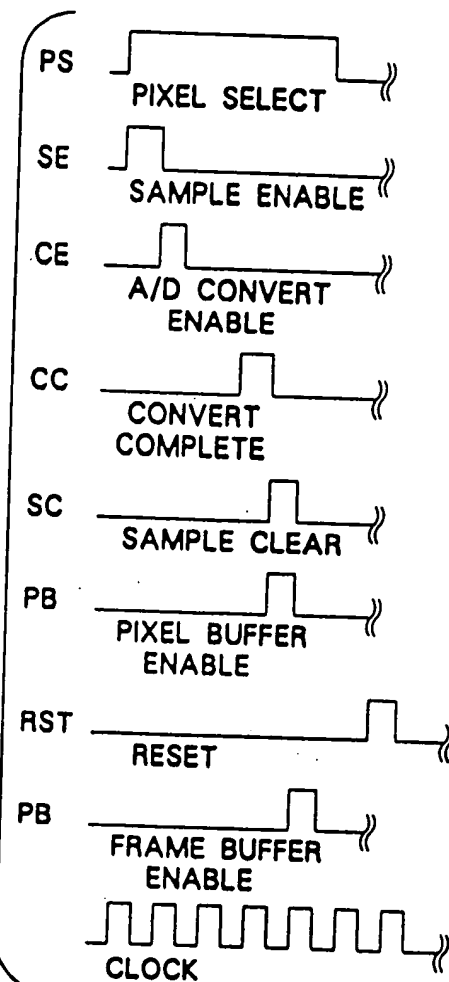 PS
PIXEL SELECT
SE
SAMPLE ENABLE
CE
A/D CONVERT
ENABLE
CC
CONVERT
COMPLETE
SC
SAMPLE CLEAR
PB
PIXEL BUFFER
ENABLE
RST
RESET
PB
FRAME BUFFER
ENABLE
CLOCK